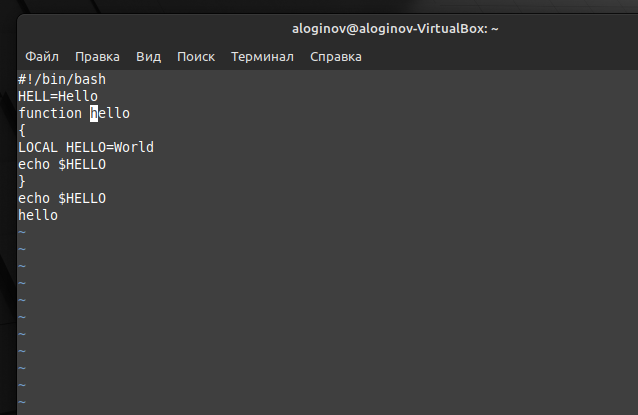 aloginov@aloginov-VirtualBox: ~
Файл Правка Вид Поиск Терминал Справка
#!/bin/bash
HELL=Hello
function hello
{
LOCAL HELLO=World
echo $HELLO
}
echo $HELLO
hello
~
~
~
~
~
~
~
~
~
~
~